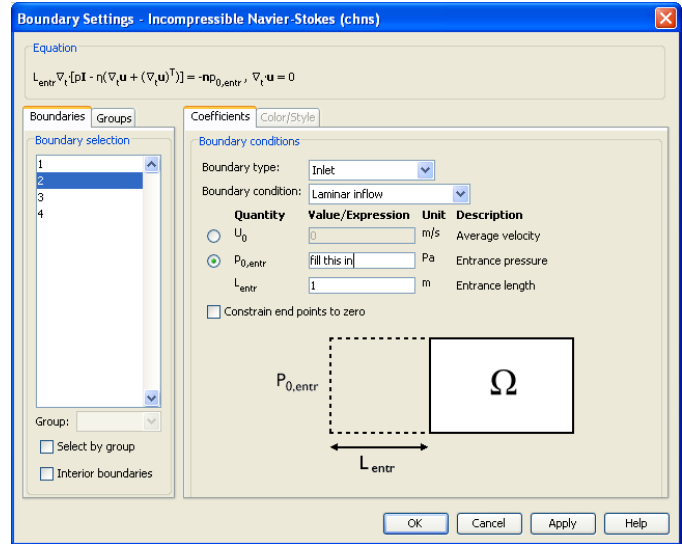 Boundary Settings - Incompressible Navier-Stokes (chns)
Equation
L_entr ∇_t·[pI - η(∇_t u + (∇_t u)^T)] = -np_0,entr , ∇_t·u = 0
Boundaries Groups
Boundary selection
1
2
3
4
Group:
Select by group
Interior boundaries
Coefficients Color/Style
Boundary conditions
Boundary type: Inlet
Boundary condition: Laminar inflow
Quantity Value/Expression Unit Description
U_0 0 m/s Average velocity
P_0,entr fill this in Pa Entrance pressure
L_entr 1 m Entrance length
Constrain end points to zero
P_0,entr Ω
L_entr
OK Cancel Apply Help